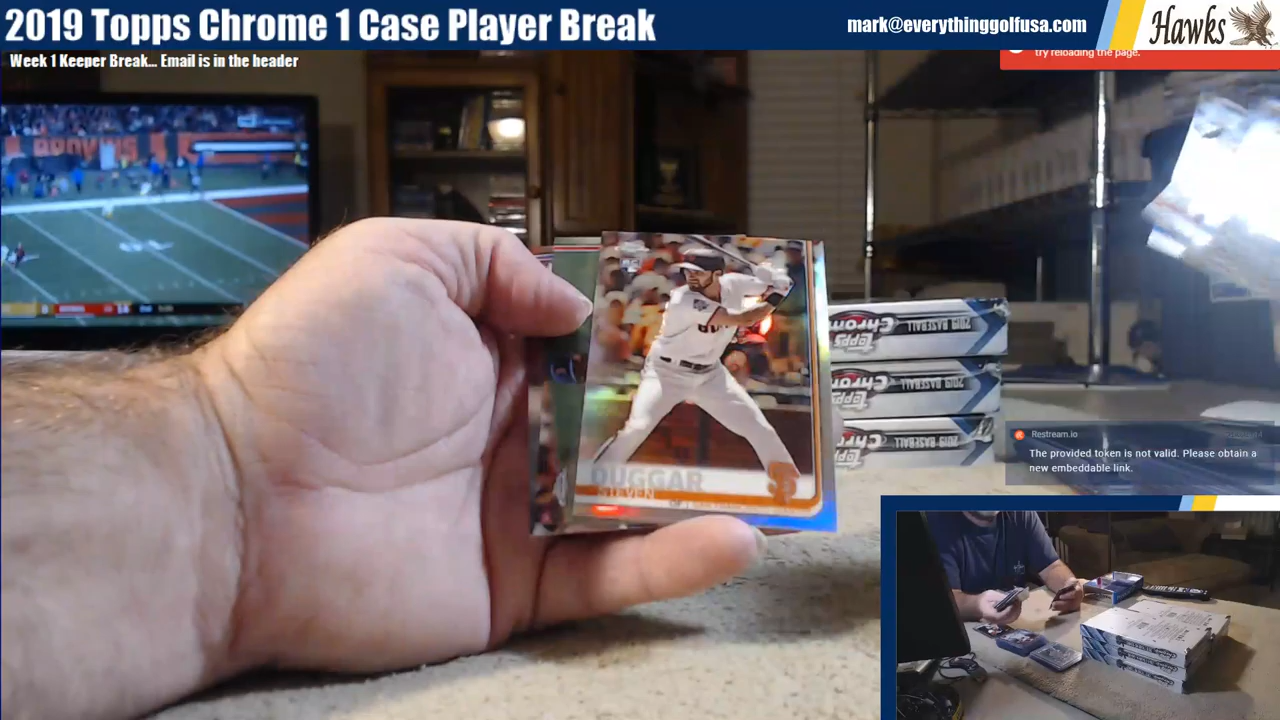 2019 Topps Chrome 1 Case Player Break
mark@everythinggolfusa.com
Hawks
Week 1 Keeper Break... Email is in the header
try reloading the page.
BROWNS
DUGGAR
STEVEN
SF
Topps Chrome 2019 BASEBALL
Topps Chrome 2019 BASEBALL
Topps Chrome 2019 BASEBALL
Restream.io
The provided token is not valid. Please obtain a
new embeddable link.